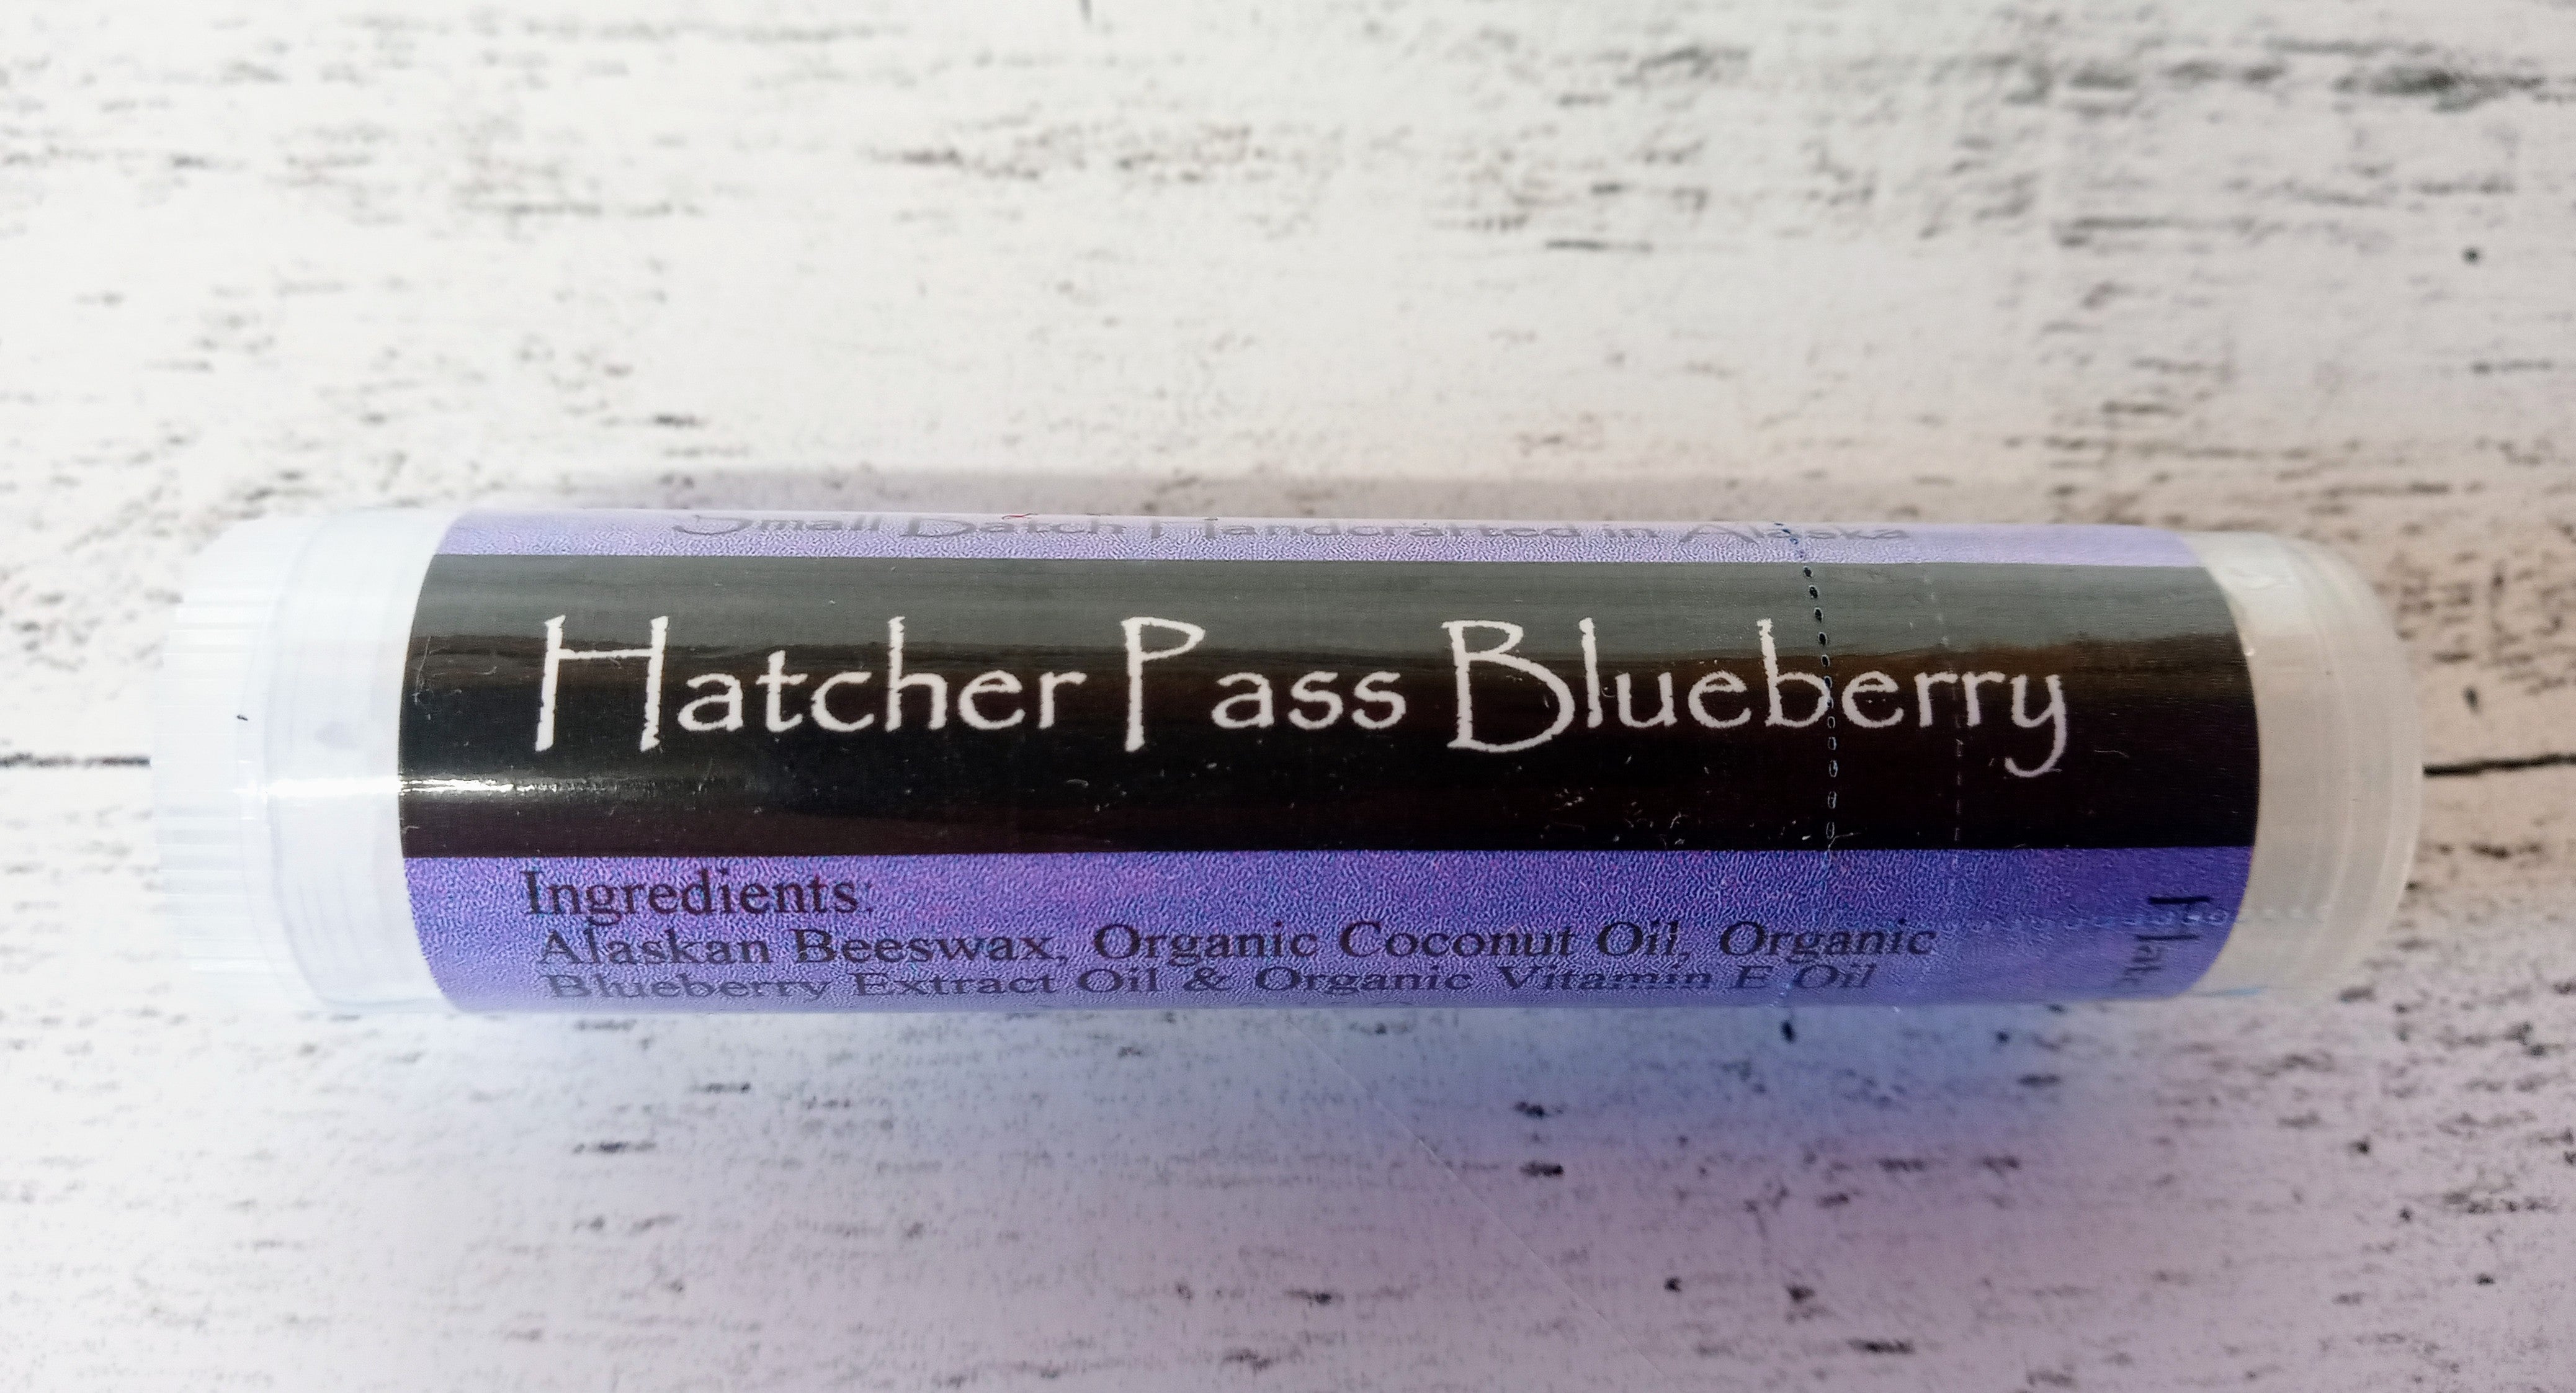 Small Batch Handcrafted in Alaska
Hatcher Pass Blueberry
Ingredients:
Alaskan Beeswax, Organic Coconut Oil, Organic
Blueberry Extract Oil & Organic Vitamin E Oil